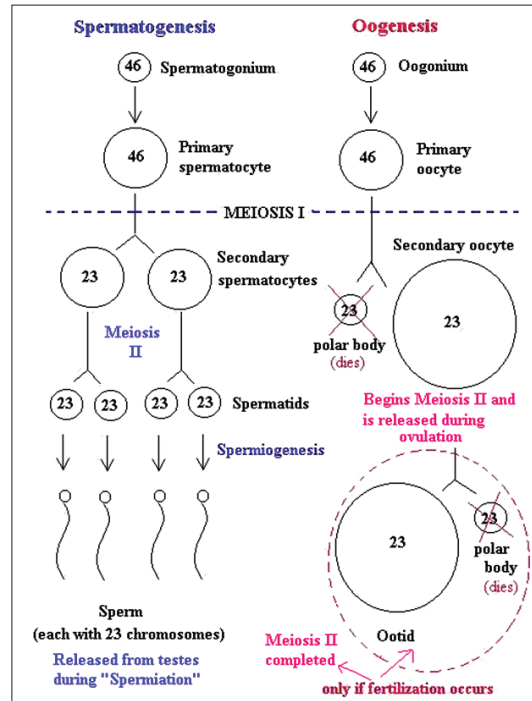 Spermatogenesis
46
Spermatogonium
46
Primary
spermatocyte
Oogenesis
46
Oogonium
46
Primary
oocyte
MEIOSIS I
23
23
Secondary
spermatocytes
Meiosis
II
23
23
23
23
Spermatids
Spermiogenesis
Sperm
(each with 23 chromosomes)
Released from testes
during "Spermiation"
Secondary oocyte
23
23
polar body
(dies)
Begins Meiosis II and
is released during
ovulation
23
23
polar
body
(dies)
Ootid
Meiosis II
completed
only if fertilization occurs